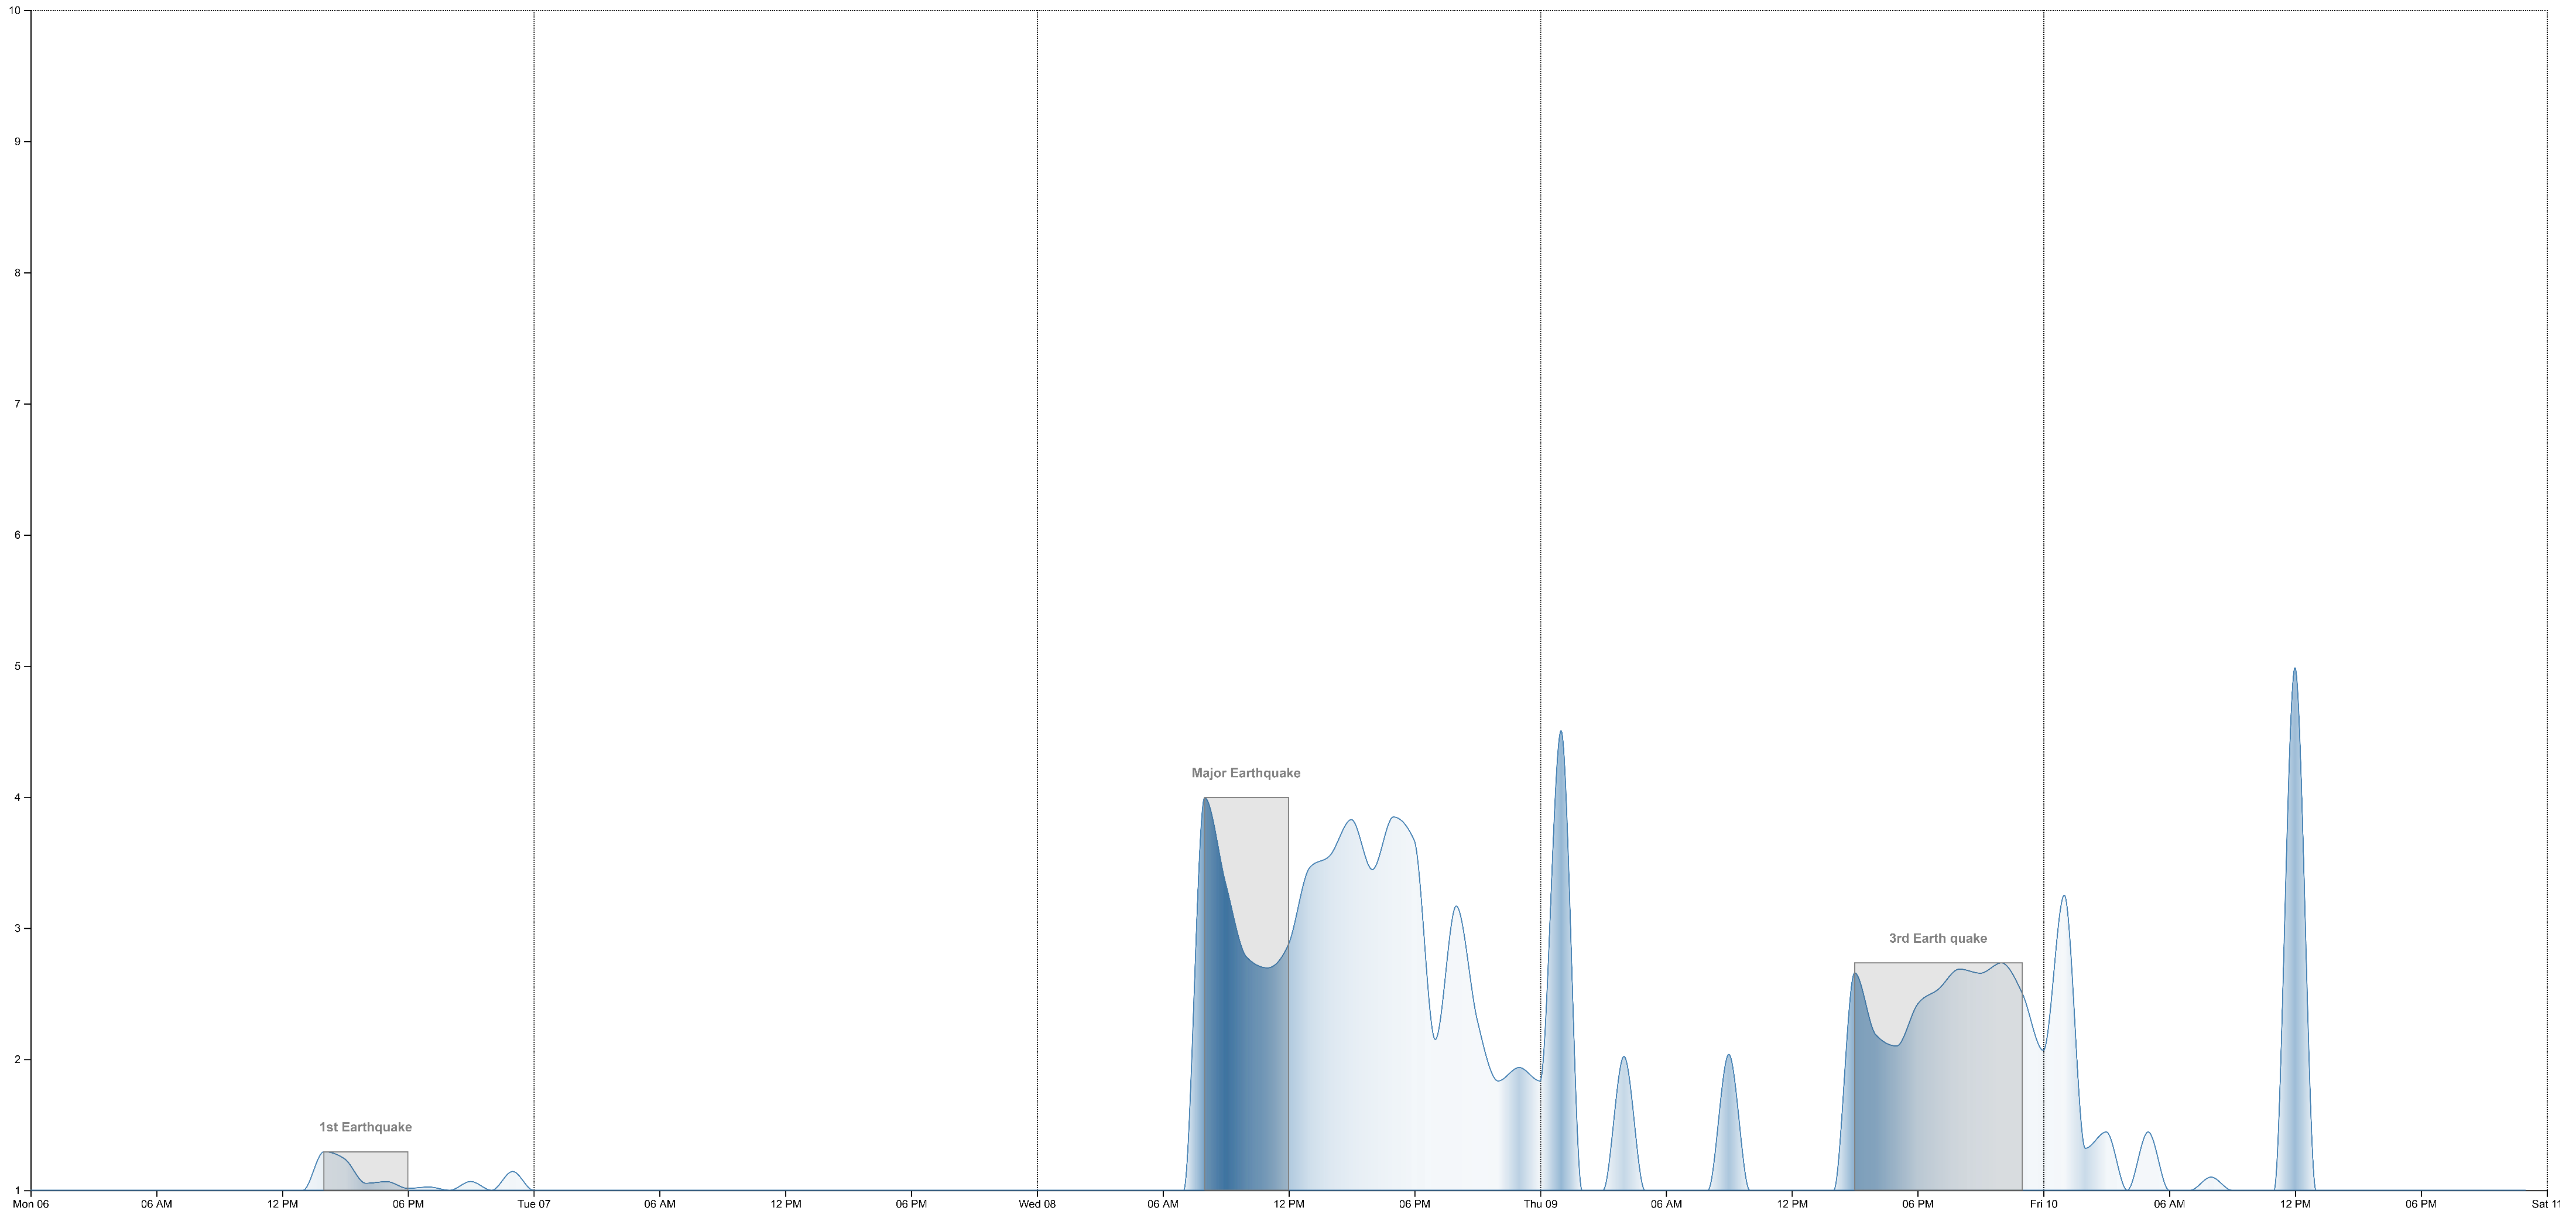 10
9
8
7
6
5
4
3
2
1
Major Earthquake
3rd Earth quake
1st Earthquake
Mon 06 06 AM 12 PM 06 PM Tue 07 06 AM 12 PM 06 PM Wed 08 06 AM 12 PM 06 PM Thu 09 06 AM 12 PM 06 PM Fri 10 06 AM 12 PM 06 PM Sat 11